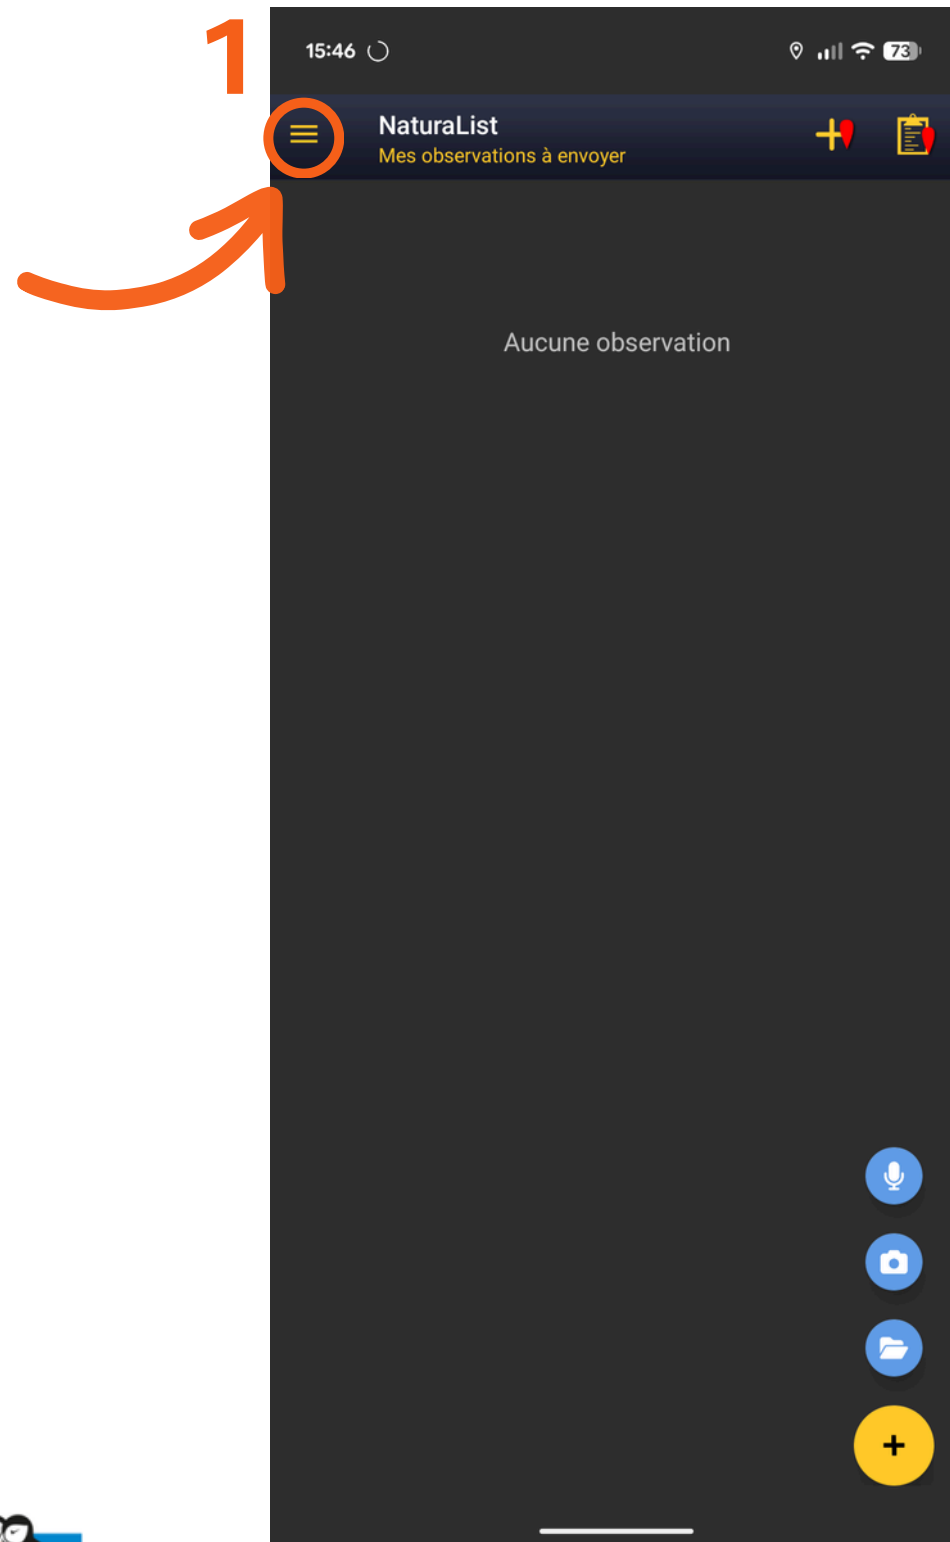 1
15:46
73
NaturaList
Mes observations à envoyer
Aucune observation